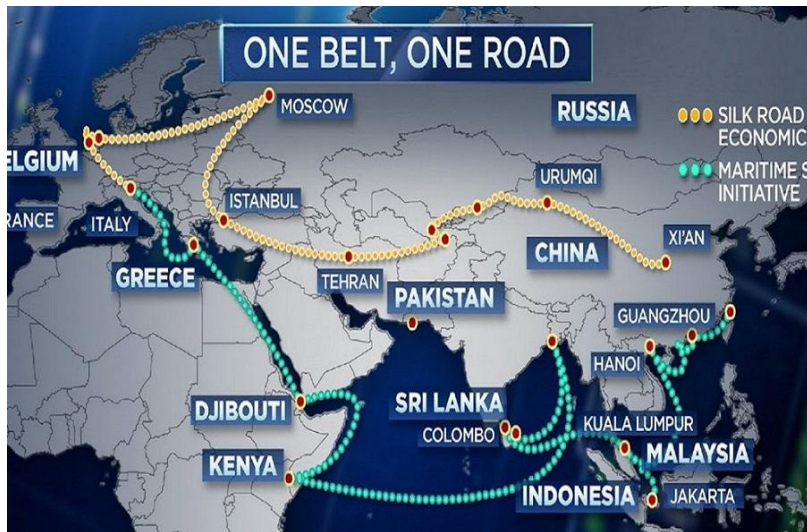 ONE BELT, ONE ROAD
MOSCOW
RUSSIA
SILK ROAD
ECONOMIC
MARITIME S
INITIATIVE
ELGIUM
URUMQI
ISTANBUL
RANCE
ITALY
XI'AN
CHINA
GREECE
TEHRAN
PAKISTAN
GUANGZHOU
HANOI
DJIBOUTI
SRI LANKA
COLOMBO
KUALA LUMPUR
MALAYSIA
KENYA
INDONESIA
JAKARTA